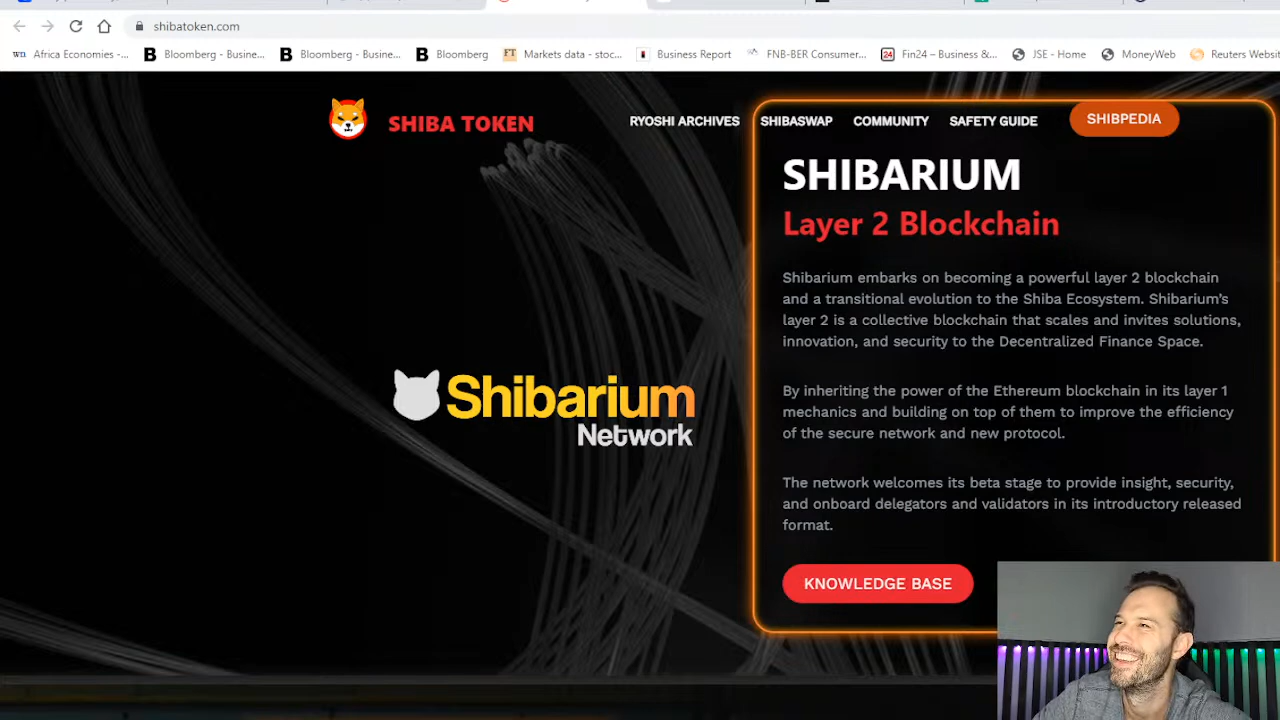 shibatoken.com
Africa Economies -... Bloomberg - Busine... Bloomberg - Busine... Bloomberg Markets data - stoc... Business Report FNB-BER Consumer... Fin24 – Business &... JSE - Home MoneyWeb Reuters Websit
SHIBA TOKEN
RYOSHI ARCHIVES SHIBASWAP COMMUNITY SAFETY GUIDE SHIBPEDIA
SHIBARIUM
Layer 2 Blockchain
Shibarium embarks on becoming a powerful layer 2 blockchain
and a transitional evolution to the Shiba Ecosystem. Shibarium's
layer 2 is a collective blockchain that scales and invites solutions,
innovation, and security to the Decentralized Finance Space.
By inheriting the power of the Ethereum blockchain in its layer 1
mechanics and building on top of them to improve the efficiency
of the secure network and new protocol.
The network welcomes its beta stage to provide insight, security,
and onboard delegators and validators in its introductory released
format.
KNOWLEDGE BASE
Shibarium
Network